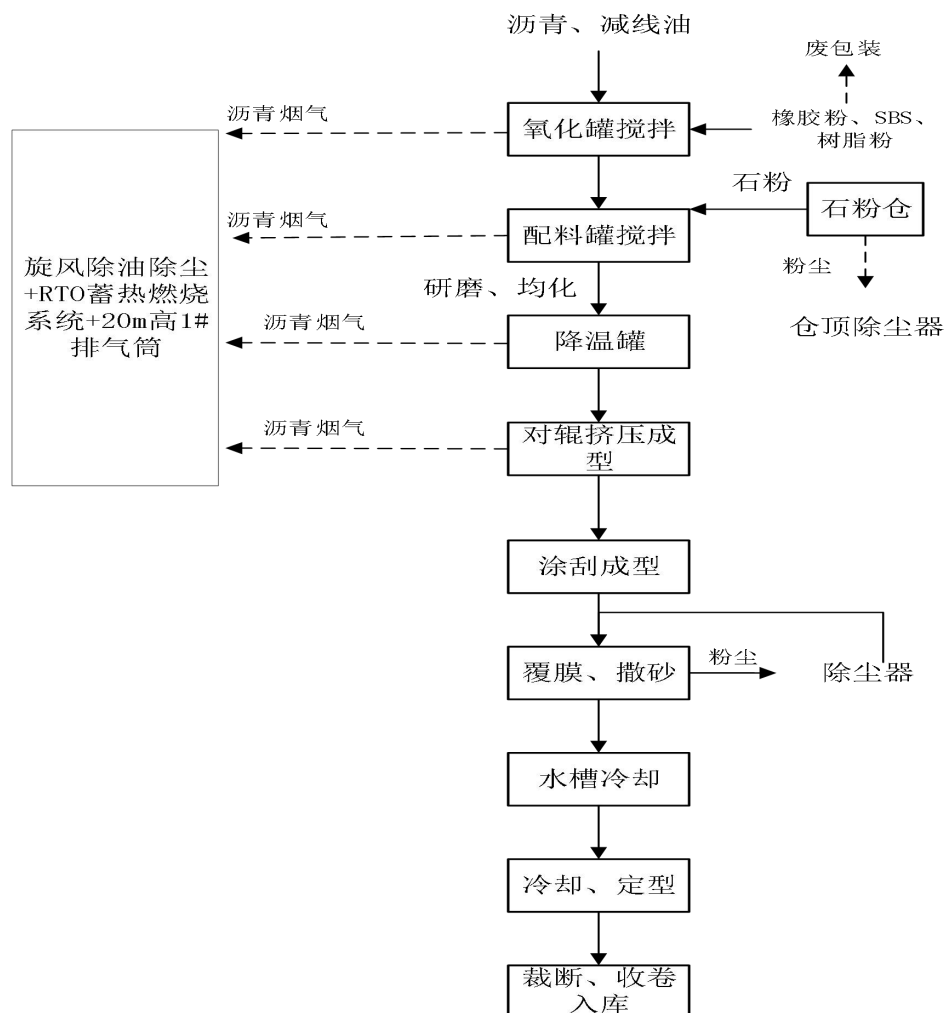 沥青、减线油
废包装
橡胶粉、SBS、
树脂粉
沥青烟气
氧化罐搅拌
石粉
石粉仓
沥青烟气
配料罐搅拌
粉尘
仓顶除尘器
旋风除油除尘
+RTO蓄热燃烧
系统+20m高1#
排气筒
研磨、均化
沥青烟气
降温罐
沥青烟气
对辊挤压成
型
涂刮成型
覆膜、撒砂
粉尘
除尘器
水槽冷却
冷却、定型
裁断、收卷
入库